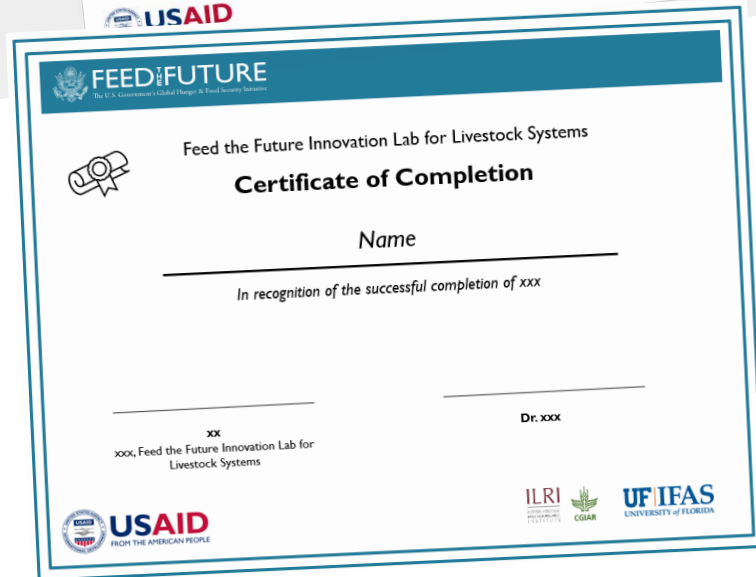 USAID
FEED THE FUTURE
The U.S. Government's Global Hunger & Food Security Initiative
Feed the Future Innovation Lab for Livestock Systems
Certificate of Completion
Name
In recognition of the successful completion of xxx
xx
xxx, Feed the Future Innovation Lab for
Livestock Systems
Dr. xxx
USAID
USAID
FROM THE AMERICAN PEOPLE
ILRI
INSTITUTE
CGIAR
UF|IFAS
UNIVERSITY of FLORIDA